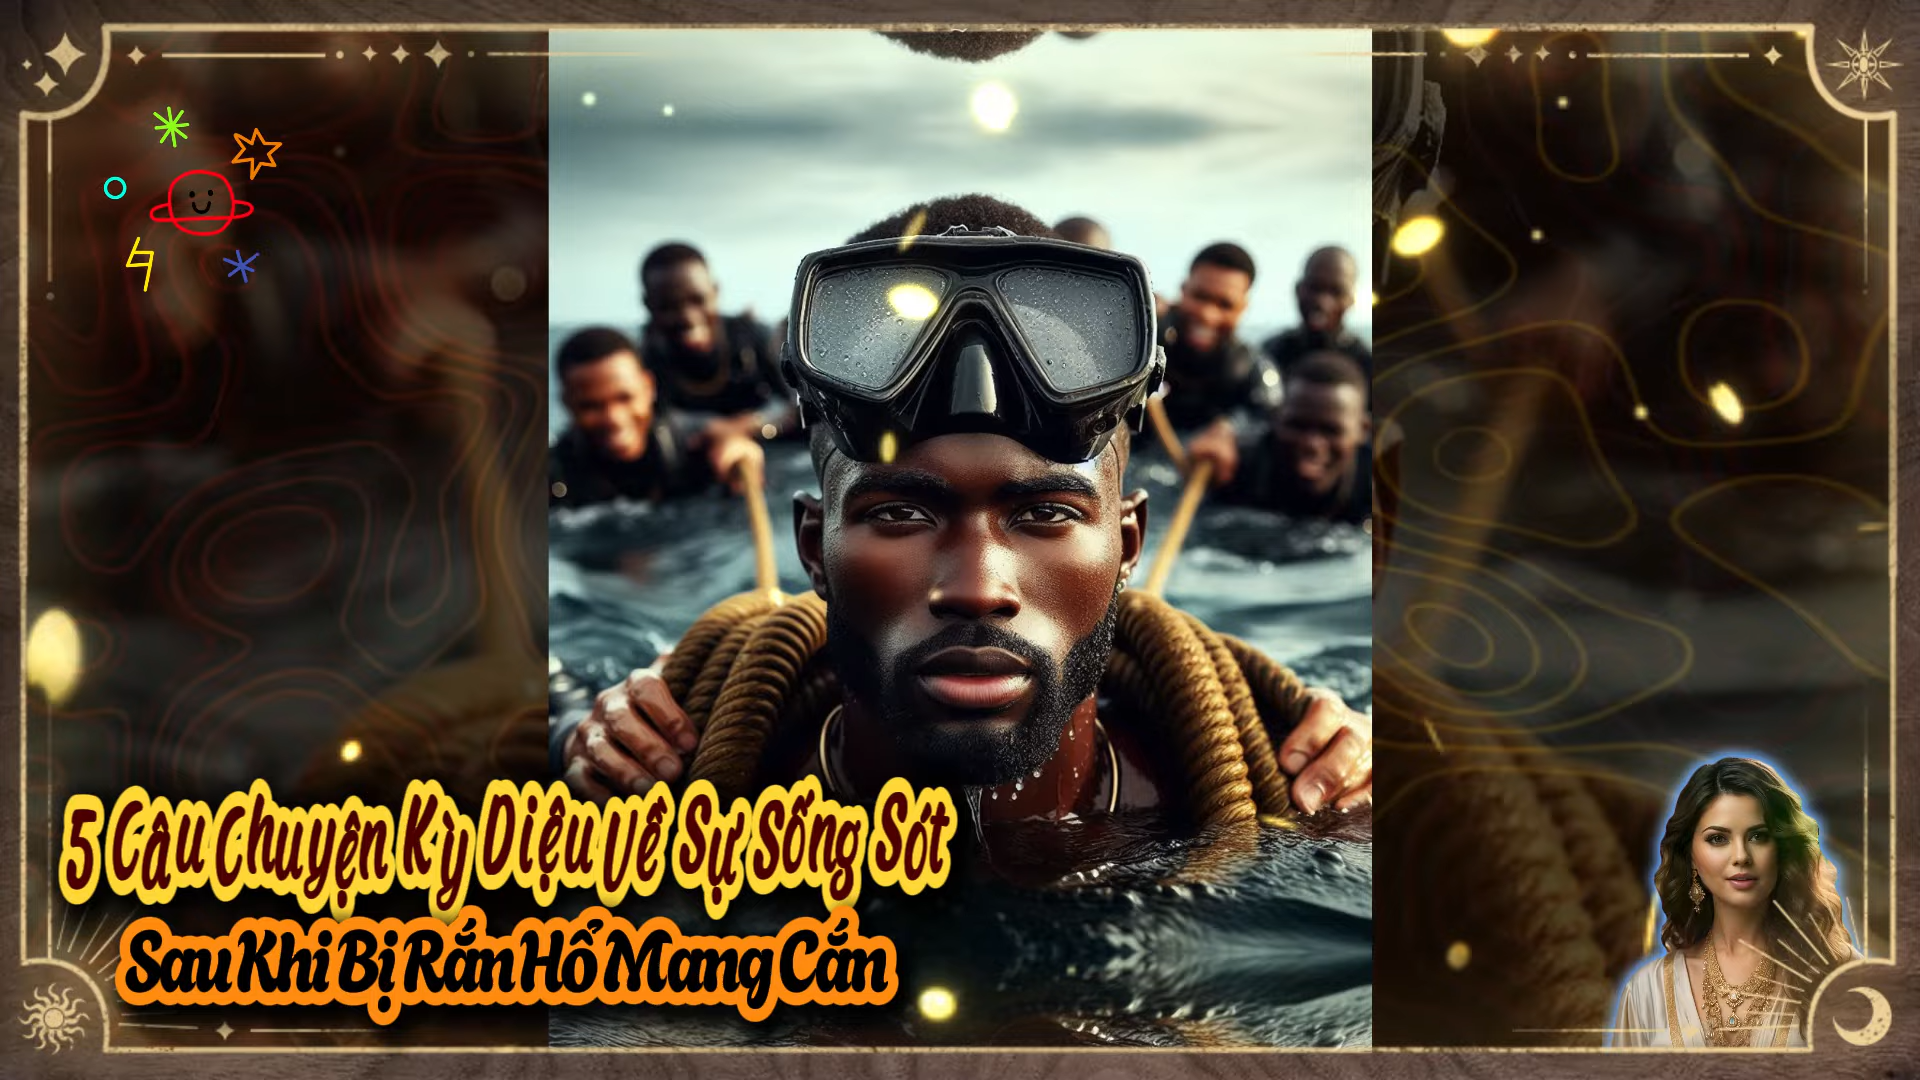 5 Câu Chuyện Kỳ Diệu Về Sự Sống Sót
Sau Khi Bị Rắn Hổ Mang Cắn